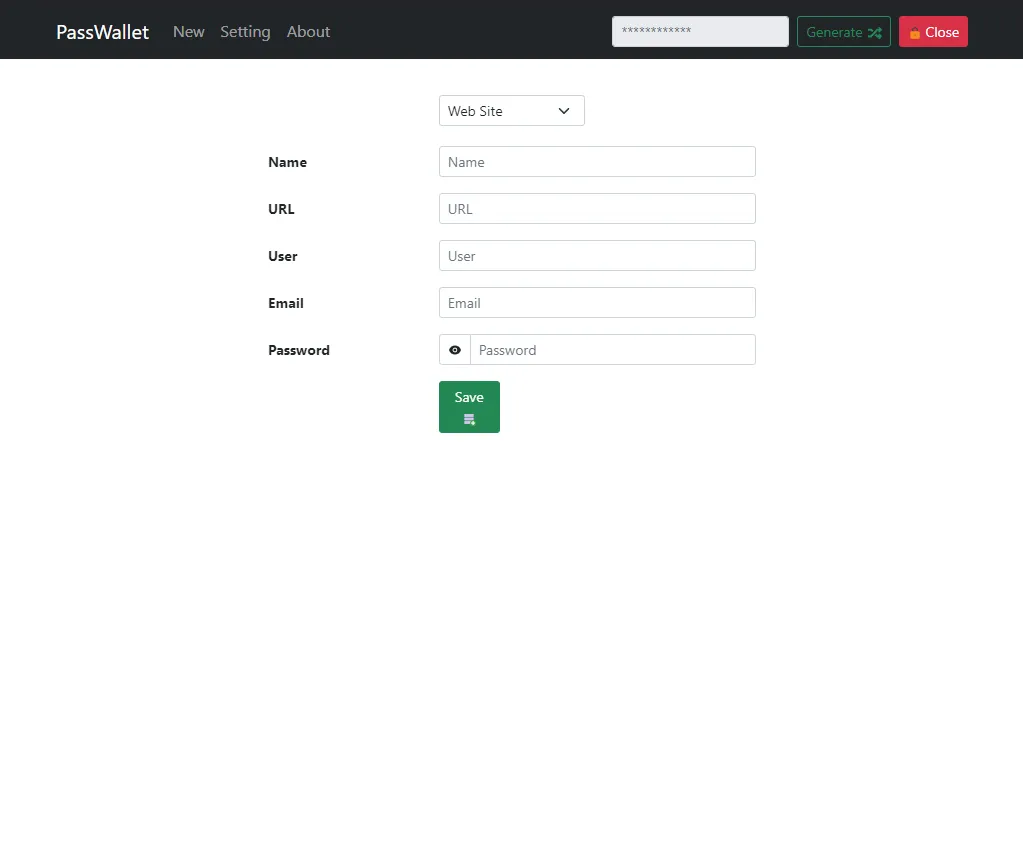 PassWallet New Setting About ************ Generate Close
Web Site
Name Name
URL URL
User User
Email Email
Password Password
Save